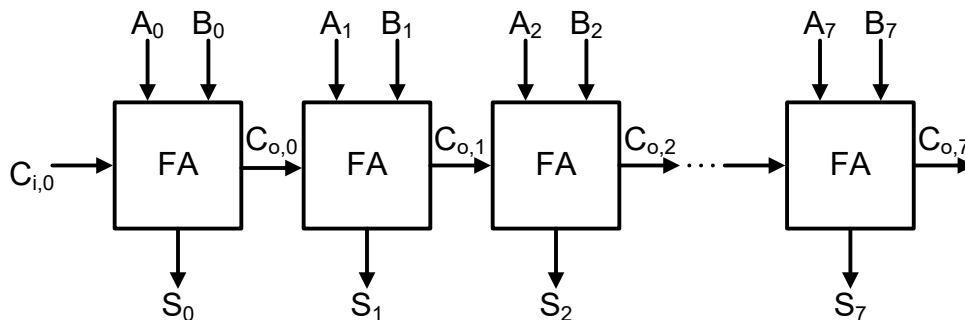 A0 B0 A1 B1 A2 B2 A7 B7
Ci,0 FA Co,0 FA Co,1 FA Co,2 ···· FA Co,7
S0 S1 S2 S7